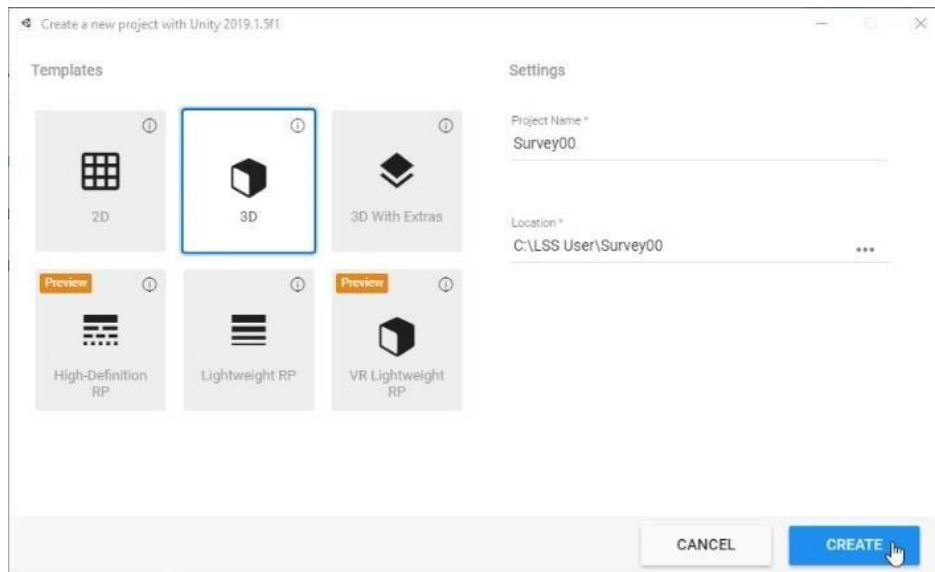 Create a new project with Unity 2019.1.5f1
Templates
2D
3D
3D With Extras
Preview
High-Definition
RP
Lightweight RP
Preview
VR Lightweight
RP
Settings
Project Name *
Survey00
Location *
C:\LSS User\Survey00
CANCEL
CREATE